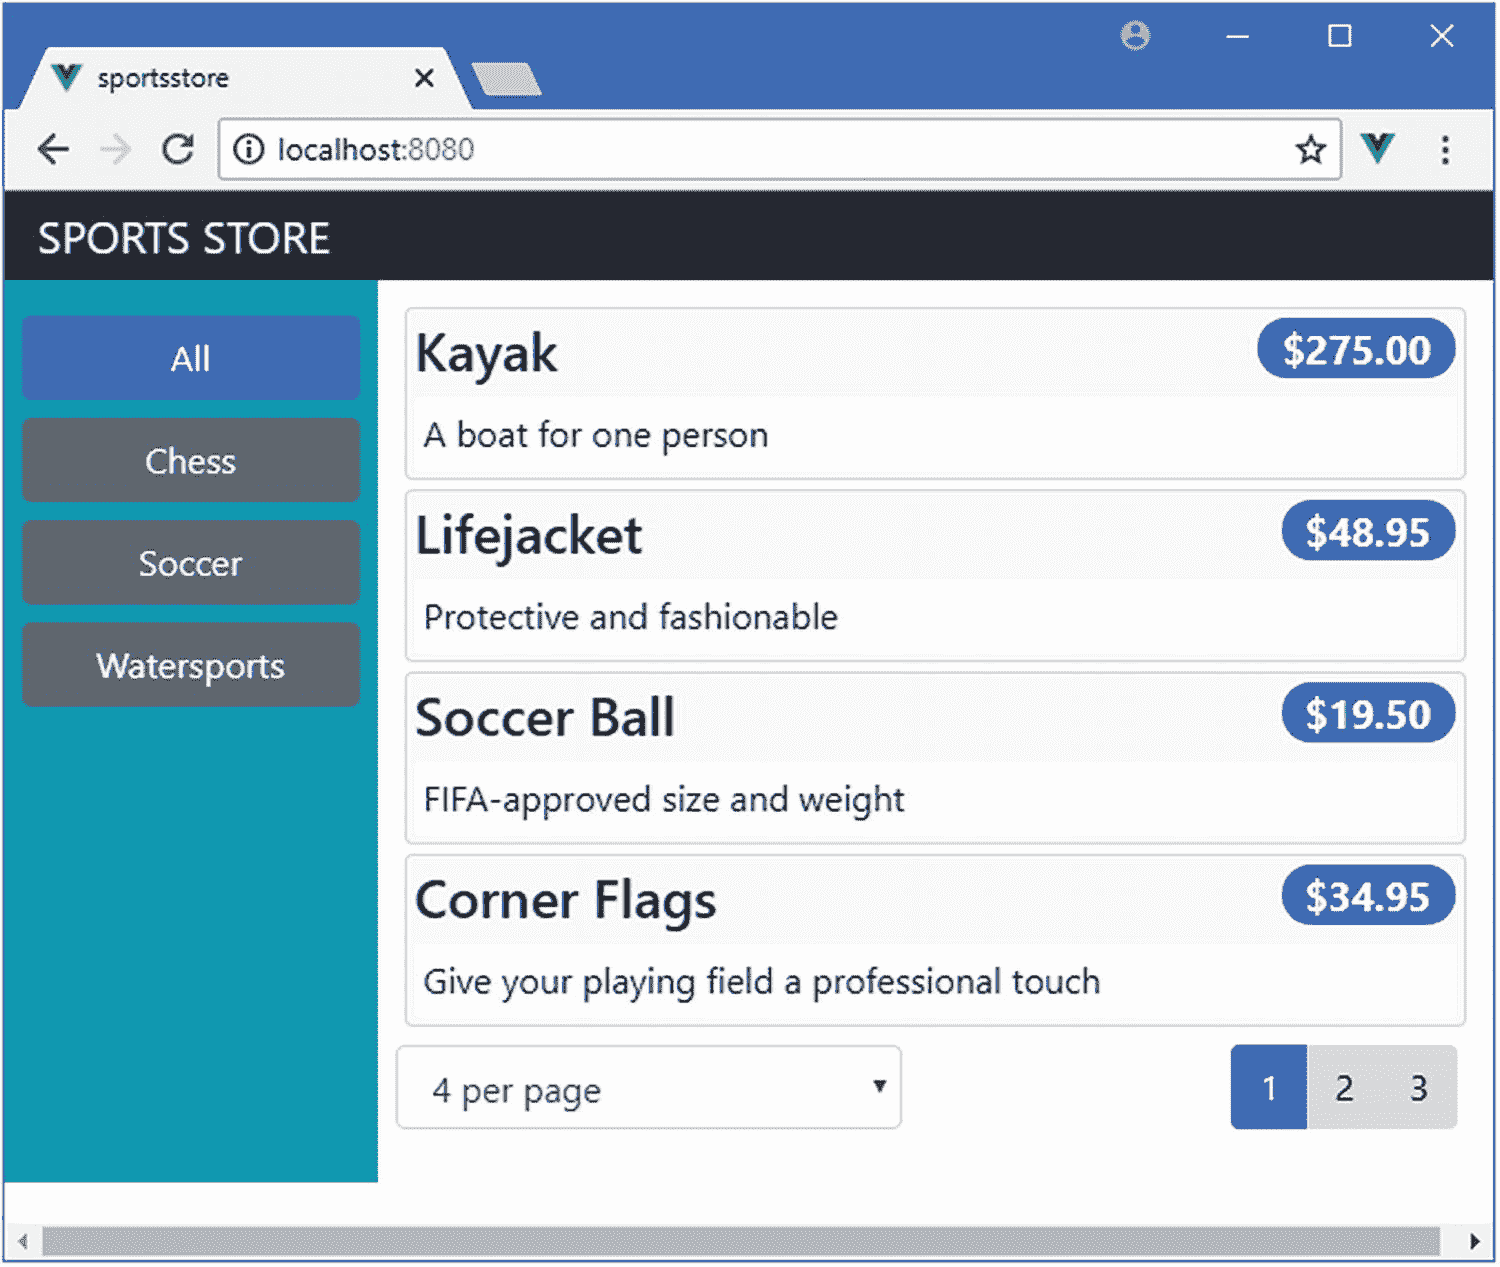 sportsstore
localhost:8080
SPORTS STORE
All
Chess
Soccer
Watersports
Kayak
$275.00
A boat for one person
Lifejacket
$48.95
Protective and fashionable
Soccer Ball
$19.50
FIFA-approved size and weight
Corner Flags
$34.95
Give your playing field a professional touch
4 per page
1 2 3